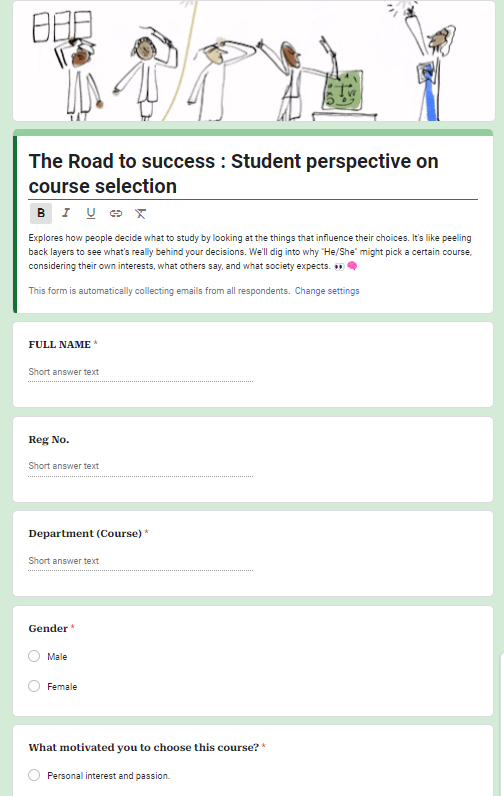 The Road to success : Student perspective on
course selection
B I U
Explores how people decide what to study by looking at the things that influence their choices. It's like peeling
back layers to see what's really behind your decisions. We'll dig into why "He/She" might pick a certain course,
considering their own interests, what others say, and what society expects. 👀 🧠
This form is automatically collecting emails from all respondents. Change settings
FULL NAME *
Short answer text
Reg No.
Short answer text
Department (Course) *
Short answer text
Gender *
Male
Female
What motivated you to choose this course? *
Personal interest and passion.